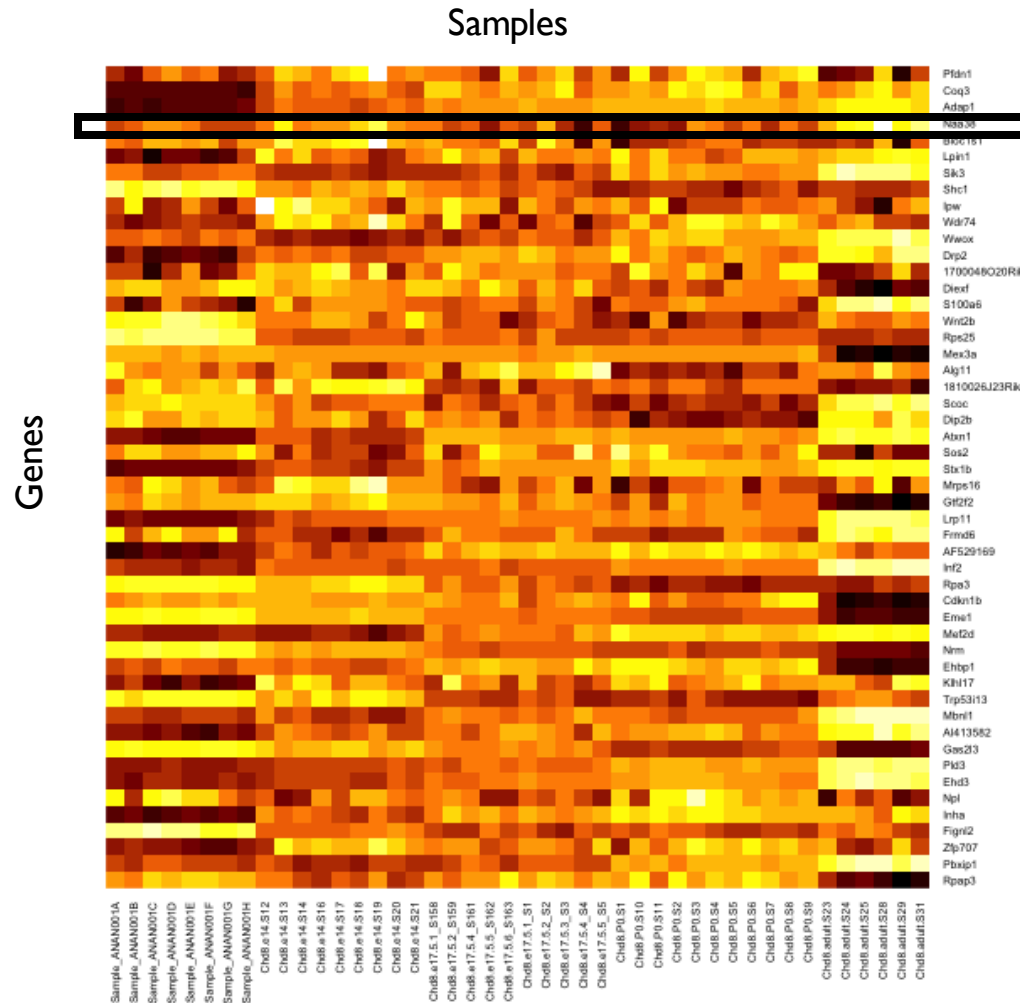 Samples
Genes
Pfdn1
Coq3
Adap1
Naa38
Bloc1s1
Lpin1
Sik3
Shc1
Ipw
Wdr74
Wwox
Drp2
1700048O20Rik
Diexf
S100a6
Wnt2b
Rps25
Mex3a
Alg11
1810026J23Rik
Scoc
Dip2b
Atxn1
Sos2
Stx1b
Mrps16
Gtf2f2
Lrp11
Frmd6
AF529169
Inf2
Rpa3
Cdkn1b
Eme1
Mef2d
Nrm
Ehbp1
Klhl17
Trp53i13
Mbnl1
AI413582
Gas2l3
Pld3
Ehd3
Npl
Inha
Fignl2
Zfp707
Pbxip1
Rpap3
Sample_ANAN001A
Sample_ANAN001B
Sample_ANAN001C
Sample_ANAN001D
Sample_ANAN001E
Sample_ANAN001F
Sample_ANAN001G
Sample_ANAN001H
Chd8.e14.S12
Chd8.e14.S13
Chd8.e14.S14
Chd8.e14.S16
Chd8.e14.S17
Chd8.e14.S18
Chd8.e14.S19
Chd8.e14.S20
Chd8.e14.S21
Chd8.e17.5.1_S158
Chd8.e17.5.2_S159
Chd8.e17.5.4_S161
Chd8.e17.5.5_S162
Chd8.e17.5.6_S163
Chd8.e17.5.1_S1
Chd8.e17.5.2_S2
Chd8.e17.5.3_S3
Chd8.e17.5.4_S4
Chd8.e17.5.5_S5
Chd8.P0.S1
Chd8.P0.S10
Chd8.P0.S11
Chd8.P0.S2
Chd8.P0.S3
Chd8.P0.S4
Chd8.P0.S5
Chd8.P0.S6
Chd8.P0.S7
Chd8.P0.S8
Chd8.P0.S9
Chd8.adult.S23
Chd8.adult.S24
Chd8.adult.S25
Chd8.adult.S28
Chd8.adult.S29
Chd8.adult.S31